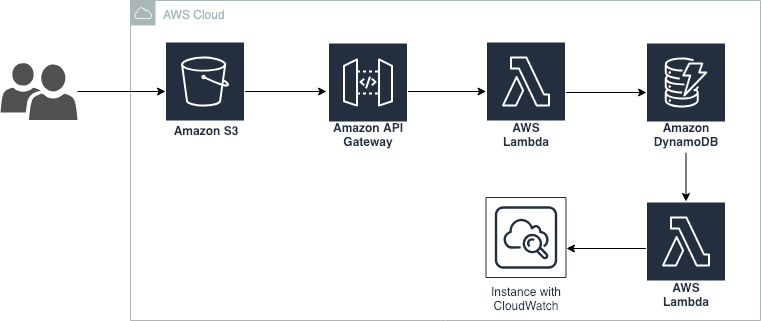 AWS Cloud
Amazon S3
Amazon API
Gateway
AWS
Lambda
Amazon
DynamoDB
Instance with
CloudWatch
AWS
Lambda